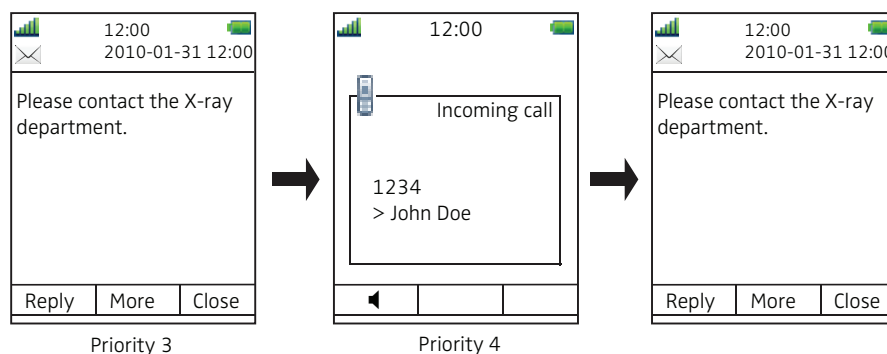 12:00
2010-01-31 12:00
Please contact the X-ray
department.
Reply More Close
Priority 3
12:00
Incoming call
1234
> John Doe
Priority 4
12:00
2010-01-31 12:00
Please contact the X-ray
department.
Reply More Close